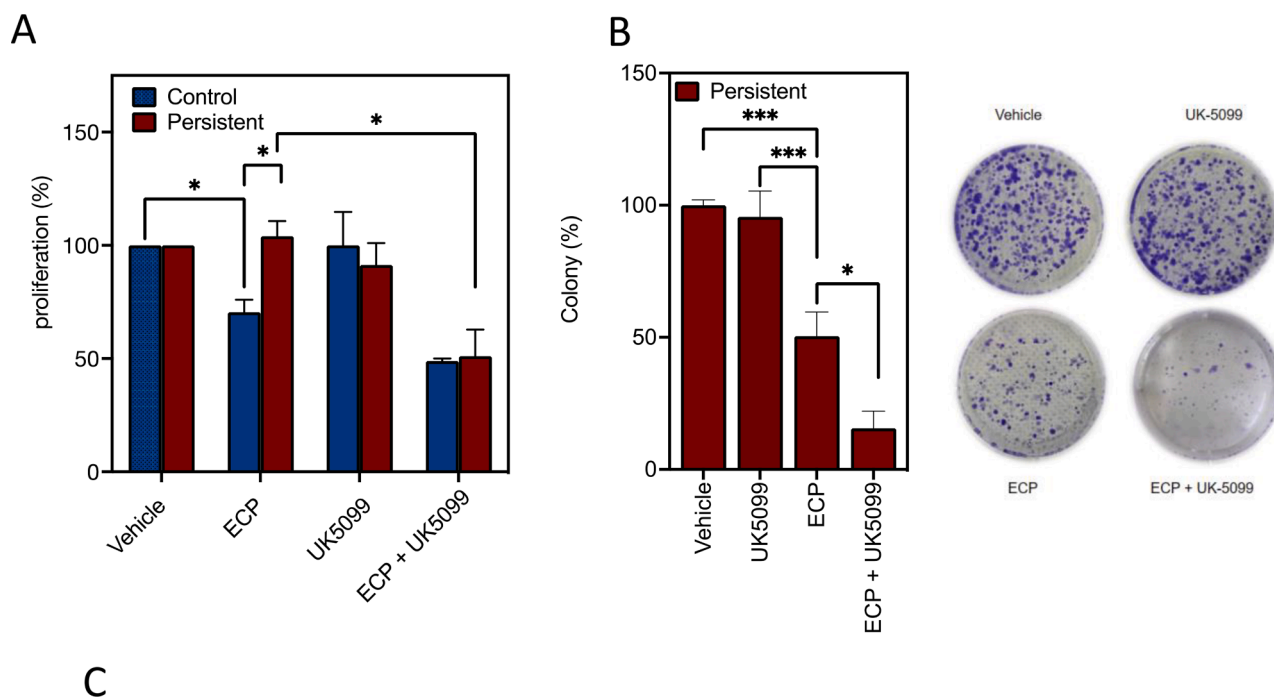 A
B
Control
Persistent
*
*
*
150
100
50
0
proliferation (%)
Vehicle
ECP
UK5099
ECP + UK5099
Persistent
***
***
*
150
100
50
0
Colony (%)
Vehicle
UK5099
ECP
ECP + UK5099
Vehicle
UK-5099
ECP
ECP + UK-5099
C